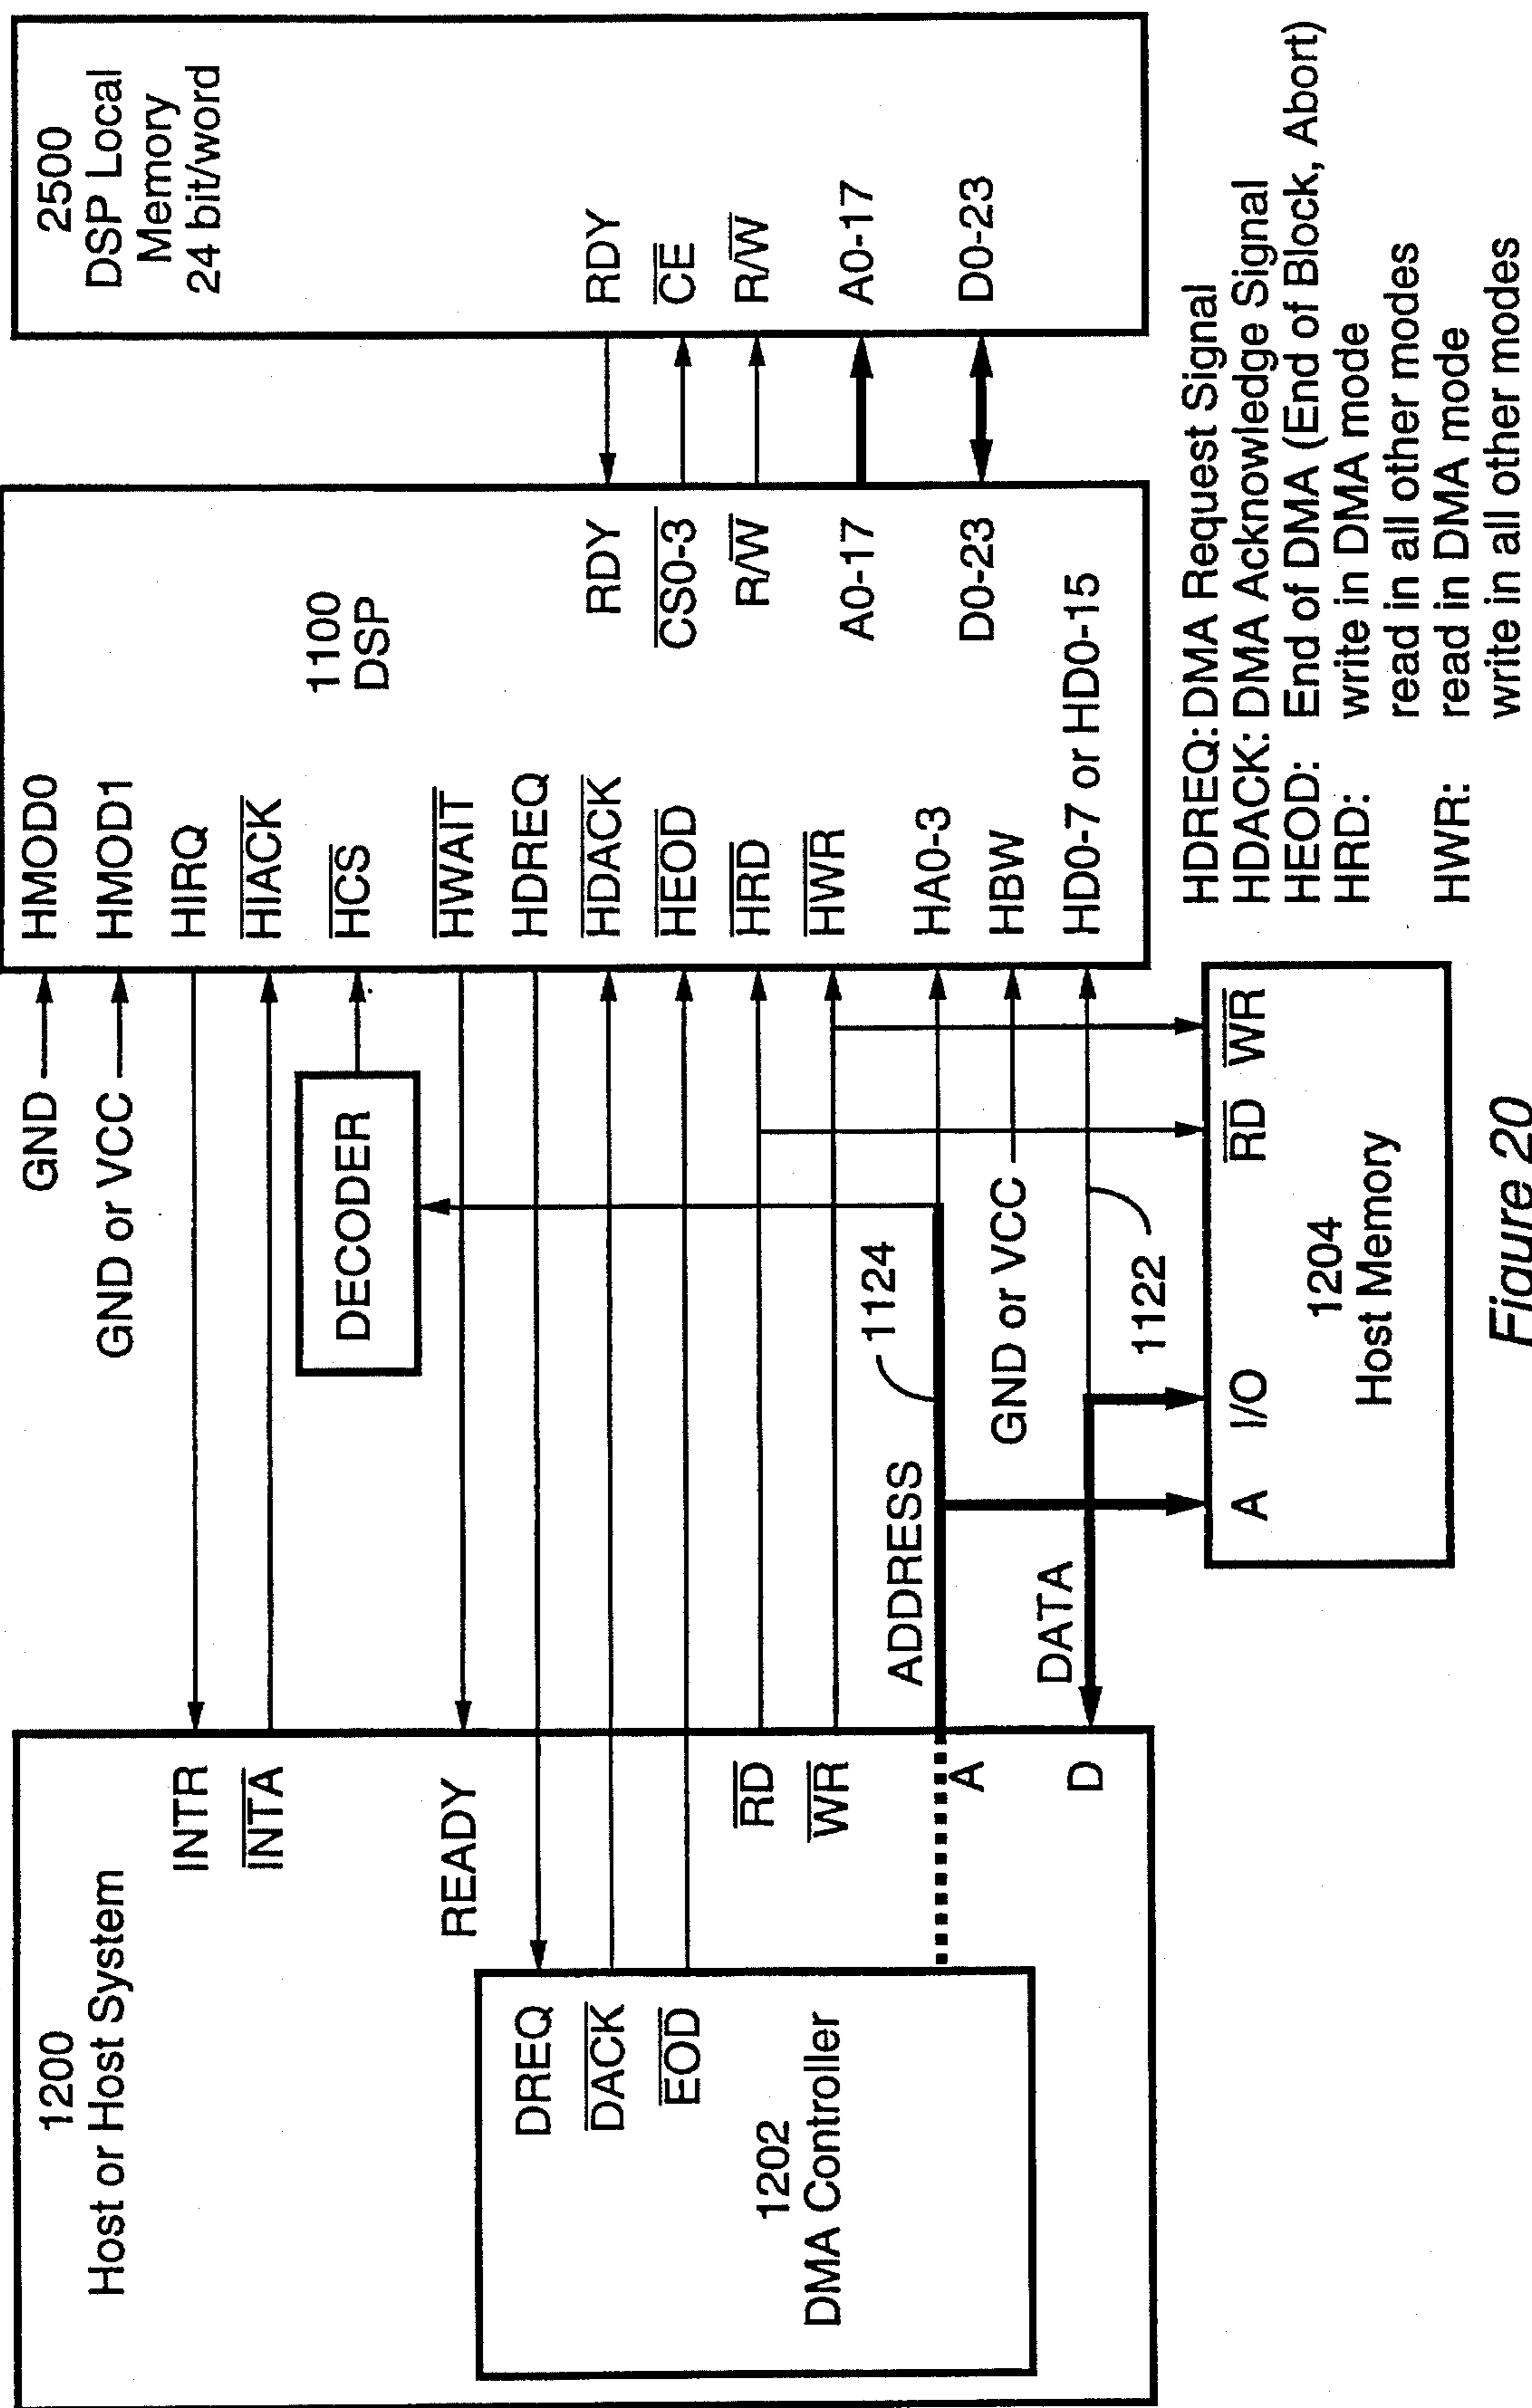 1200
Host or Host System
INTR
INTA
READY
DREQ
DACK
EOD
1202
DMA Controller
RD
WR
A
D
GND
GND or VCC
DECODER
ADDRESS
1124
GND or VCC
DATA
1122
A
I/O
RD
WR
1204
Host Memory
HMOD0
HMOD1
HIRQ
HIACK
HCS
HWAIT
HDREQ
HDACK
HEOD
HRD
HWR
HA0-3
HBW
HD0-7 or HD0-15
1100
DSP
RDY
CS0-3
R/W
A0-17
D0-23
2500
DSP Local
Memory
24 bit/word
RDY
CE
R/W
A0-17
D0-23
HDREQ: DMA Request Signal
HDACK: DMA Acknowledge Signal
HEOD: End of DMA (End of Block, Abort)
HRD: write in DMA mode
read in all other modes
HWR: read in DMA mode
write in all other modes
Figure 20